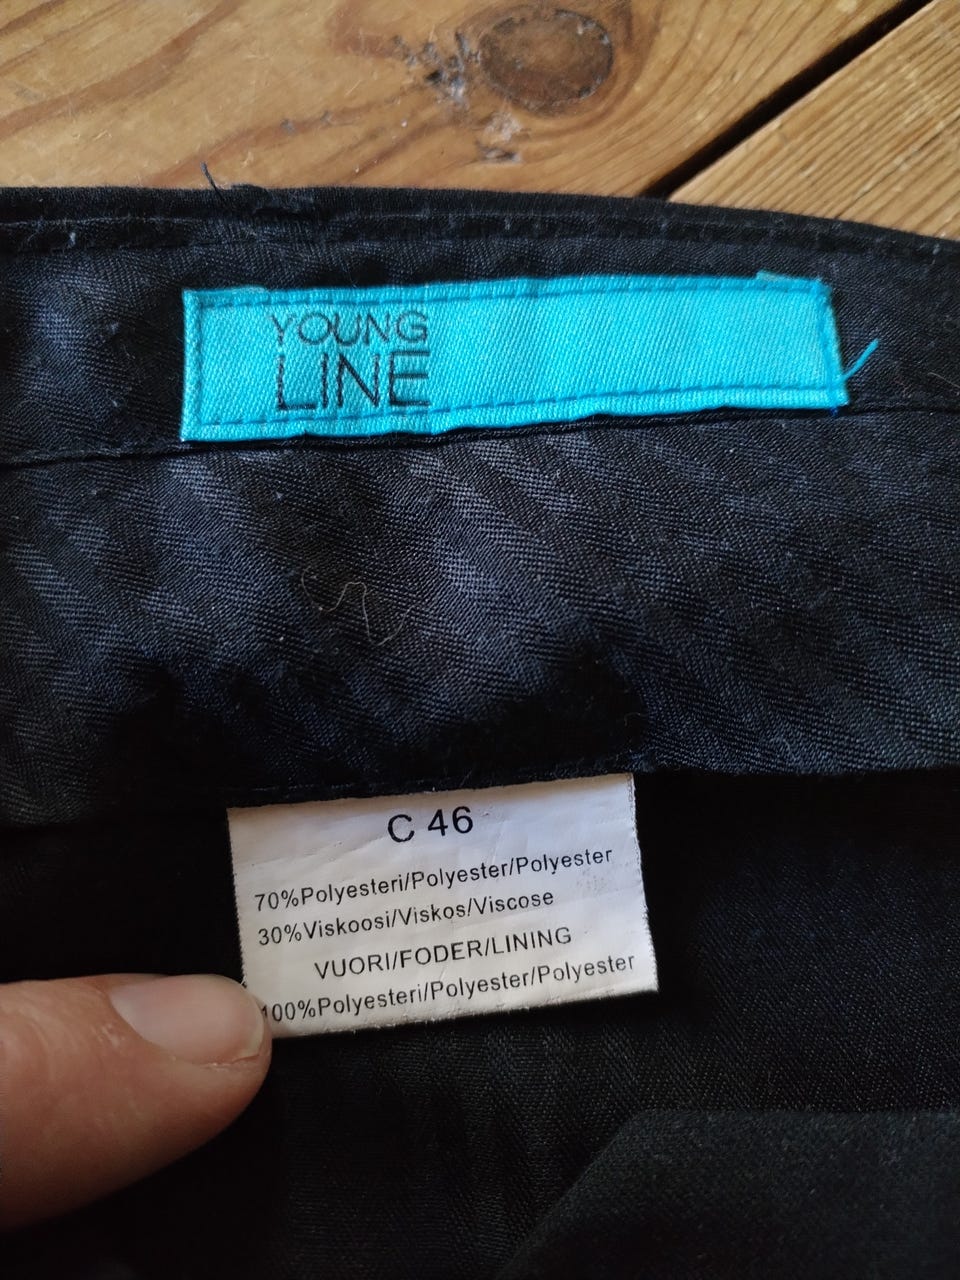 YOUNG
LINE
C 46
70%Polyesteri/Polyester/Polyester
30%Viskoosi/Viskos/Viscose
VUORI/FODER/LINING
100%Polyesteri/Polyester/Polyester